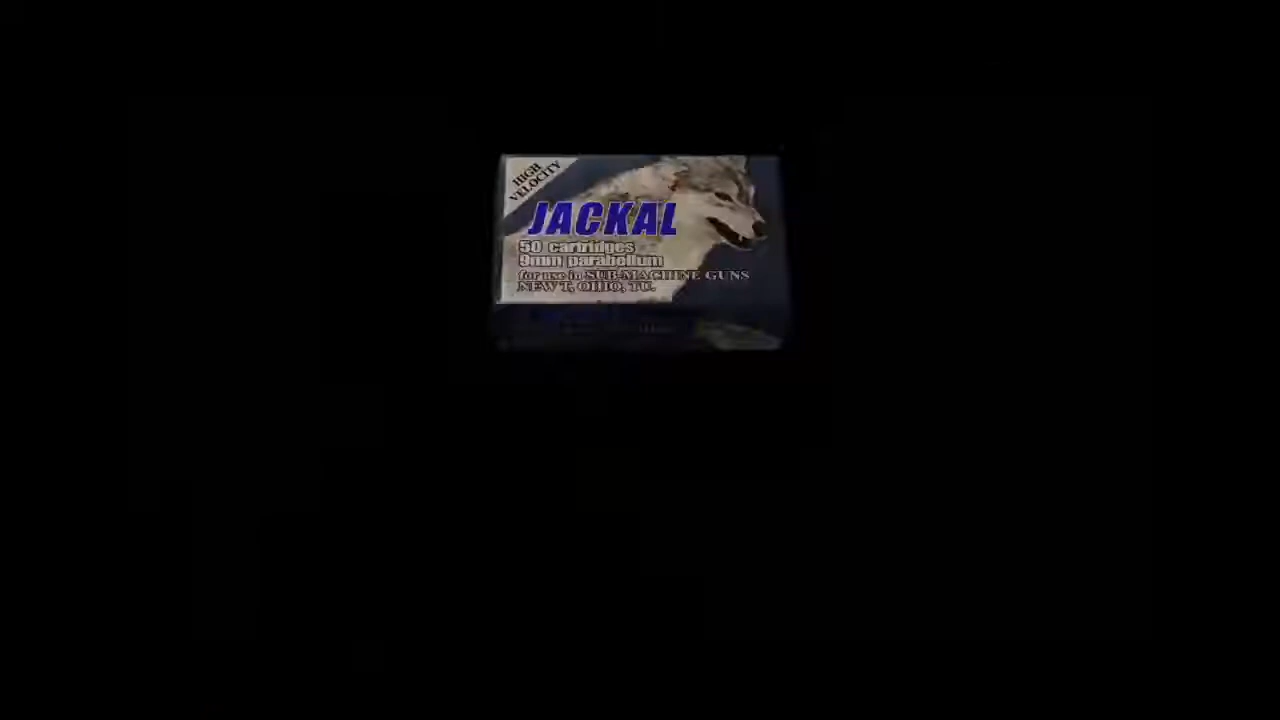 HIGH
VELOCITY
JACKAL
50 cartridges
9mm parabellum
for use in SUB-MACHINE GUNS
NEWT, OHIO, TC.